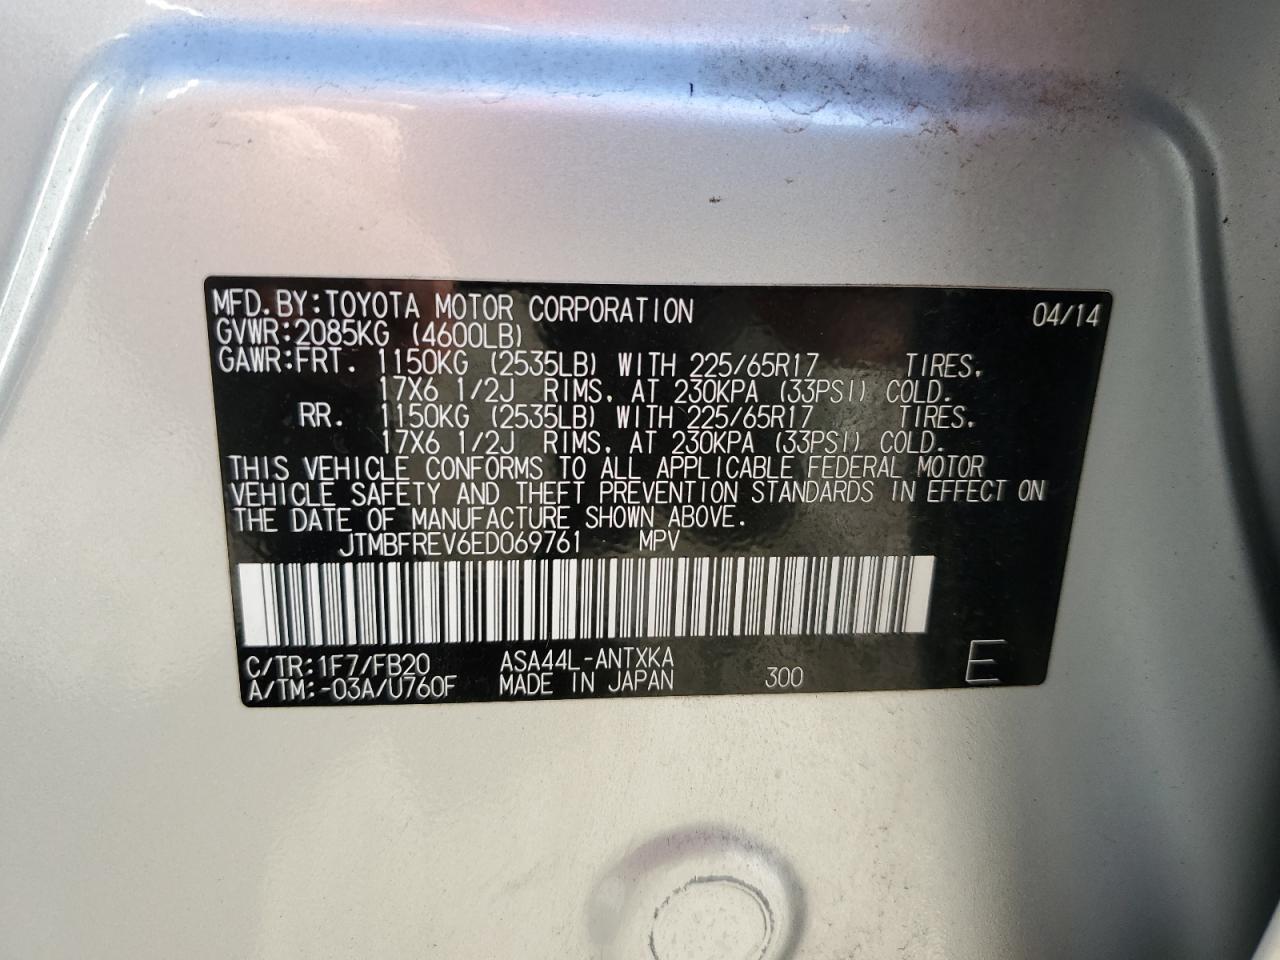 MFD. BY:TOYOTA MOTOR CORPORATION 04/14
GVWR:2085KG (4600LB)
GAWR:FRT. 1150KG (2535LB) WITH 225/65R17 TIRES,
17X6 1/2J RIMS, AT 230KPA (33PSI) COLD.
RR. 1150KG (2535LB) WITH 225/65R17 TIRES,
17X6 1/2J RIMS, AT 230KPA (33PSI) COLD.
THIS VEHICLE CONFORMS TO ALL APPLICABLE FEDERAL MOTOR
VEHICLE SAFETY AND THEFT PREVENTION STANDARDS IN EFFECT ON
THE DATE OF MANUFACTURE SHOWN ABOVE.
JTMBFREV6ED069761 MPV
C/TR:1F7/FB20 ASA44L-ANTXKA
A/TM:-03A/U760F MADE IN JAPAN 300 E